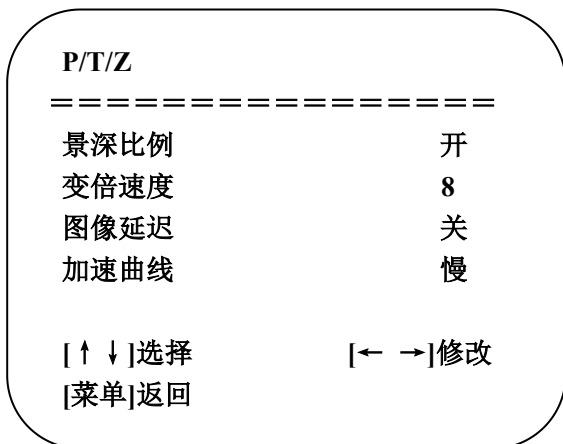 P/T/Z
================
景深比例 开
变倍速度 8
图像延迟 关
加速曲线 慢
[↑ ↓]选择 [← →]修改
[菜单]返回